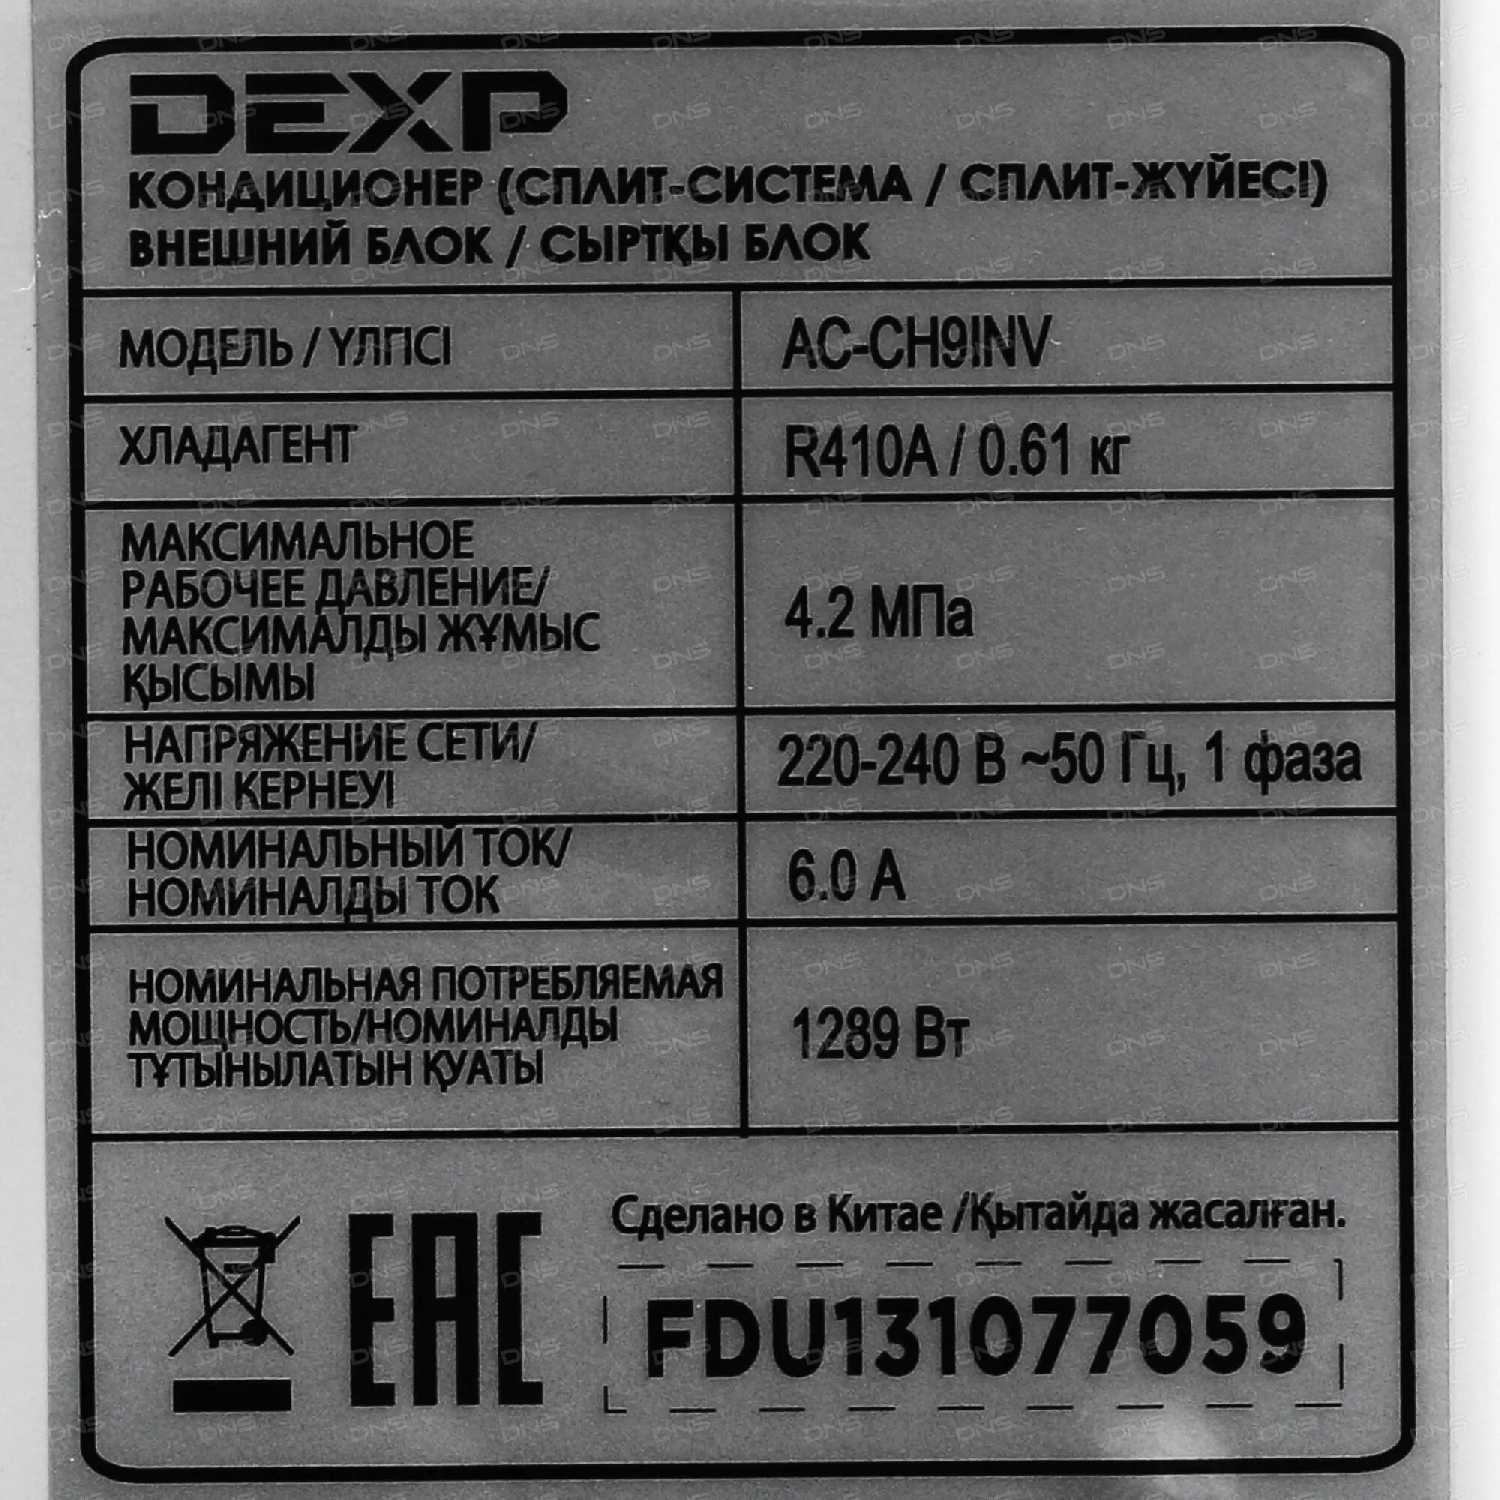 DEXP
КОНДИЦИОНЕР (СПЛИТ-СИСТЕМА / СПЛИТ-ЖҮЙЕСІ)
ВНЕШНИЙ БЛОК / СЫРТҚЫ БЛОК
МОДЕЛЬ / ҮЛГІСІ
AC-CH9INV
ХЛАДАГЕНТ
R410A / 0.61 кг
МАКСИМАЛЬНОЕ
РАБОЧЕЕ ДАВЛЕНИЕ/
МАКСИМАЛДЫ ЖҰМЫС
ҚЫСЫМЫ
4.2 МПа
НАПРЯЖЕНИЕ СЕТИ/
ЖЕЛІ КЕРНЕУІ
220-240 В ~50 Гц, 1 фаза
НОМИНАЛЬНЫЙ ТОК/
НОМИНАЛДЫ ТОК
6.0 А
НОМИНАЛЬНАЯ ПОТРЕБЛЯЕМАЯ
МОЩНОСТЬ/НОМИНАЛДЫ
ТҰТЫНЫЛАТЫН ҚУАТЫ
1289 Вт
EAC
Сделано в Китае /Қытайда жасалған.
FDU131077059